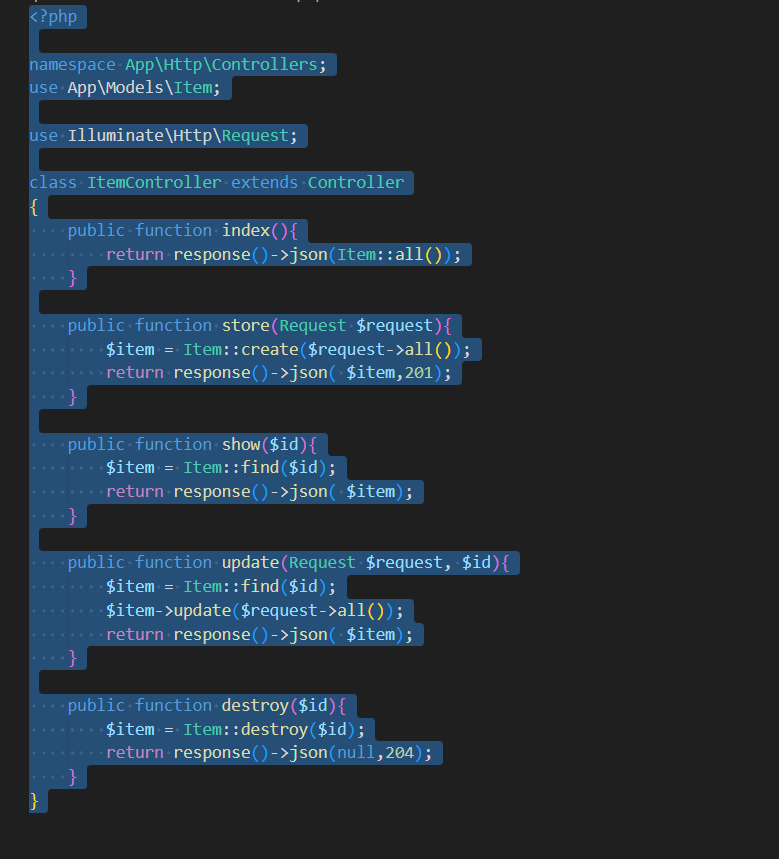 <?php
namespace App\Http\Controllers;
use App\Models\Item;
use Illuminate\Http\Request;
class ItemController extends Controller
{
    public function index(){
        return response()->json(Item::all());
    }
    public function store(Request $request){
        $item = Item::create($request->all());
        return response()->json( $item,201);
    }
    public function show($id){
        $item = Item::find($id);
        return response()->json( $item);
    }
    public function update(Request $request, $id){
        $item = Item::find($id);
        $item->update($request->all());
        return response()->json( $item);
    }
    public function destroy($id){
        $item = Item::destroy($id);
        return response()->json(null,204);
    }
}